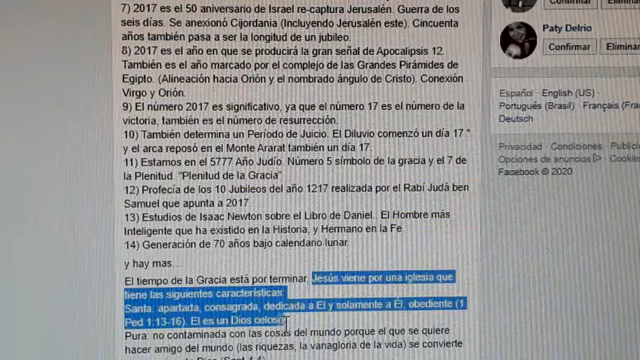 7) 2017 es el 50 aniversario de Israel re-captura Jerusalén. Guerra de los
seis días. Se anexionó Cijordania (Incluyendo Jerusalén este). Cincuenta
años también pasa a ser la longitud de un jubileo.
8) 2017 es el año en que se producirá la gran señal de Apocalipsis 12.
También es el año marcado por el complejo de las Grandes Pirámides de
Egipto. (Alineación hacia Orión y el nombrado ángulo de Cristo). Conexión
Virgo y Orión.
9) El número 2017 es significativo, ya que el número 17 es el número de la
victoria, también es el número de resurrección.
10) También determina un Período de Juicio. El Diluvio comenzó un día 17 °
y el arca reposó en el Monte Ararat también un día 17.
11) Estamos en el 5777 Año Judío. Número 5 símbolo de la gracia y el 7 de
la Plenitud. "Plenitud de la Gracia"
12) Profecía de los 10 Jubileos del año 1217 realizada por el Rabí Judá ben
Samuel que apunta a 2017
13) Estudios de Isaac Newton sobre el Libro de Daniel.. El Hombre más
Inteligente que ha existido en la Historia, y Hermano en la Fe.
14) Generación de 70 años bajo calendario lunar.
y hay mas....
El tiempo de la Gracia está por terminar, Jesús viene por una iglesia que
tiene las siguientes características:
Santa: apartada, consagrada, dedicada a El y solamente a Él, obediente (1
Ped 1:13-16). El es un Dios celoso
Pura: no contaminada con las cosas del mundo porque el que se quiere
hacer amigo del mundo (las riquezas, la vanagloria de la vida) se convierte
Confirmar
Eliminar
Paty Delrio
Confirmar
Eliminar
Español · English (US) ·
Português (Brasil) · Français (Fra
Deutsch
Privacidad · Condiciones · Public
Opciones de anuncios ·
Facebook © 2020